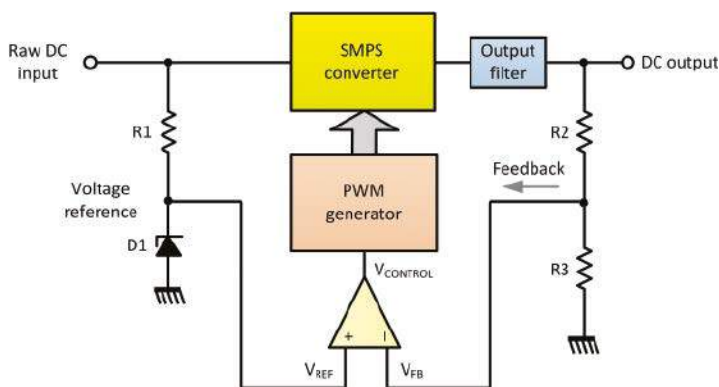 Raw DC
input
SMPS
converter
Output
filter
DC output
R1
R2
Feedback
Voltage
reference
PWM
generator
D1
R3
VCONTROL
+
−
VREF
VFB